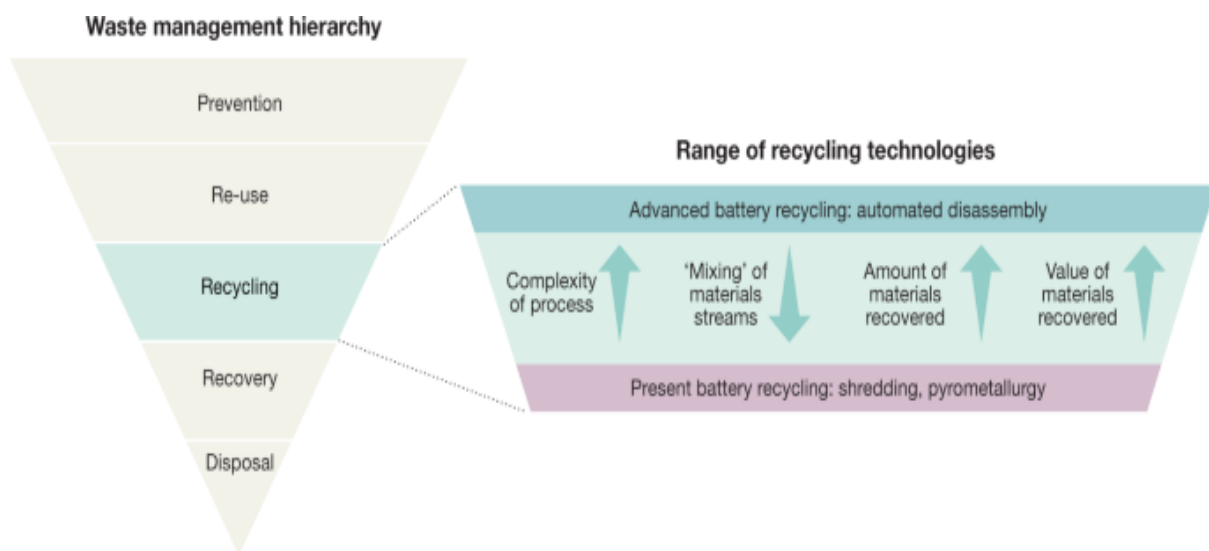 Waste management hierarchy
Prevention
Re-use
Recycling
Recovery
Disposal
Range of recycling technologies
Advanced battery recycling: automated disassembly
Complexity
of process
‘Mixing’ of
materials
streams
Amount of
materials
recovered
Value of
materials
recovered
Present battery recycling: shredding, pyrometallurgy